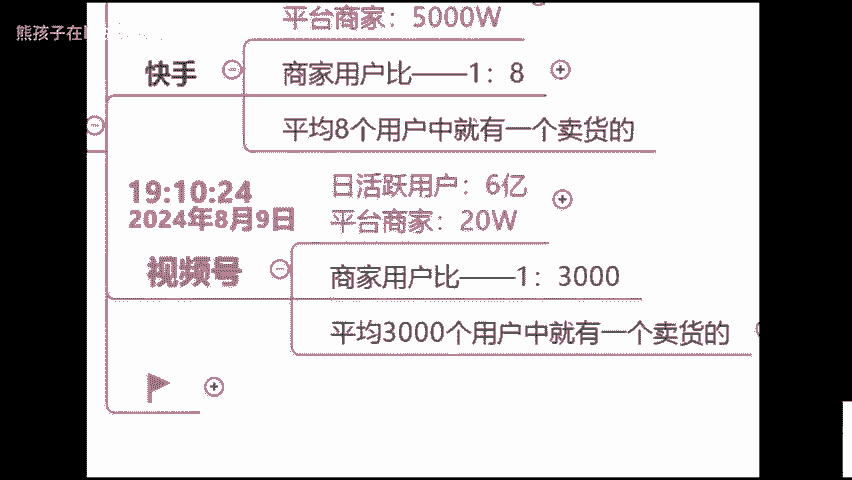 熊孩子在
平台商家：5000W
快手
商家用户比——1：8
平均8个用户中就有一个卖货的
19:10:24
2024年8月9日
日活跃用户：6亿
平台商家：20W
视频号
商家用户比——1：3000
平均3000个用户中就有一个卖货的